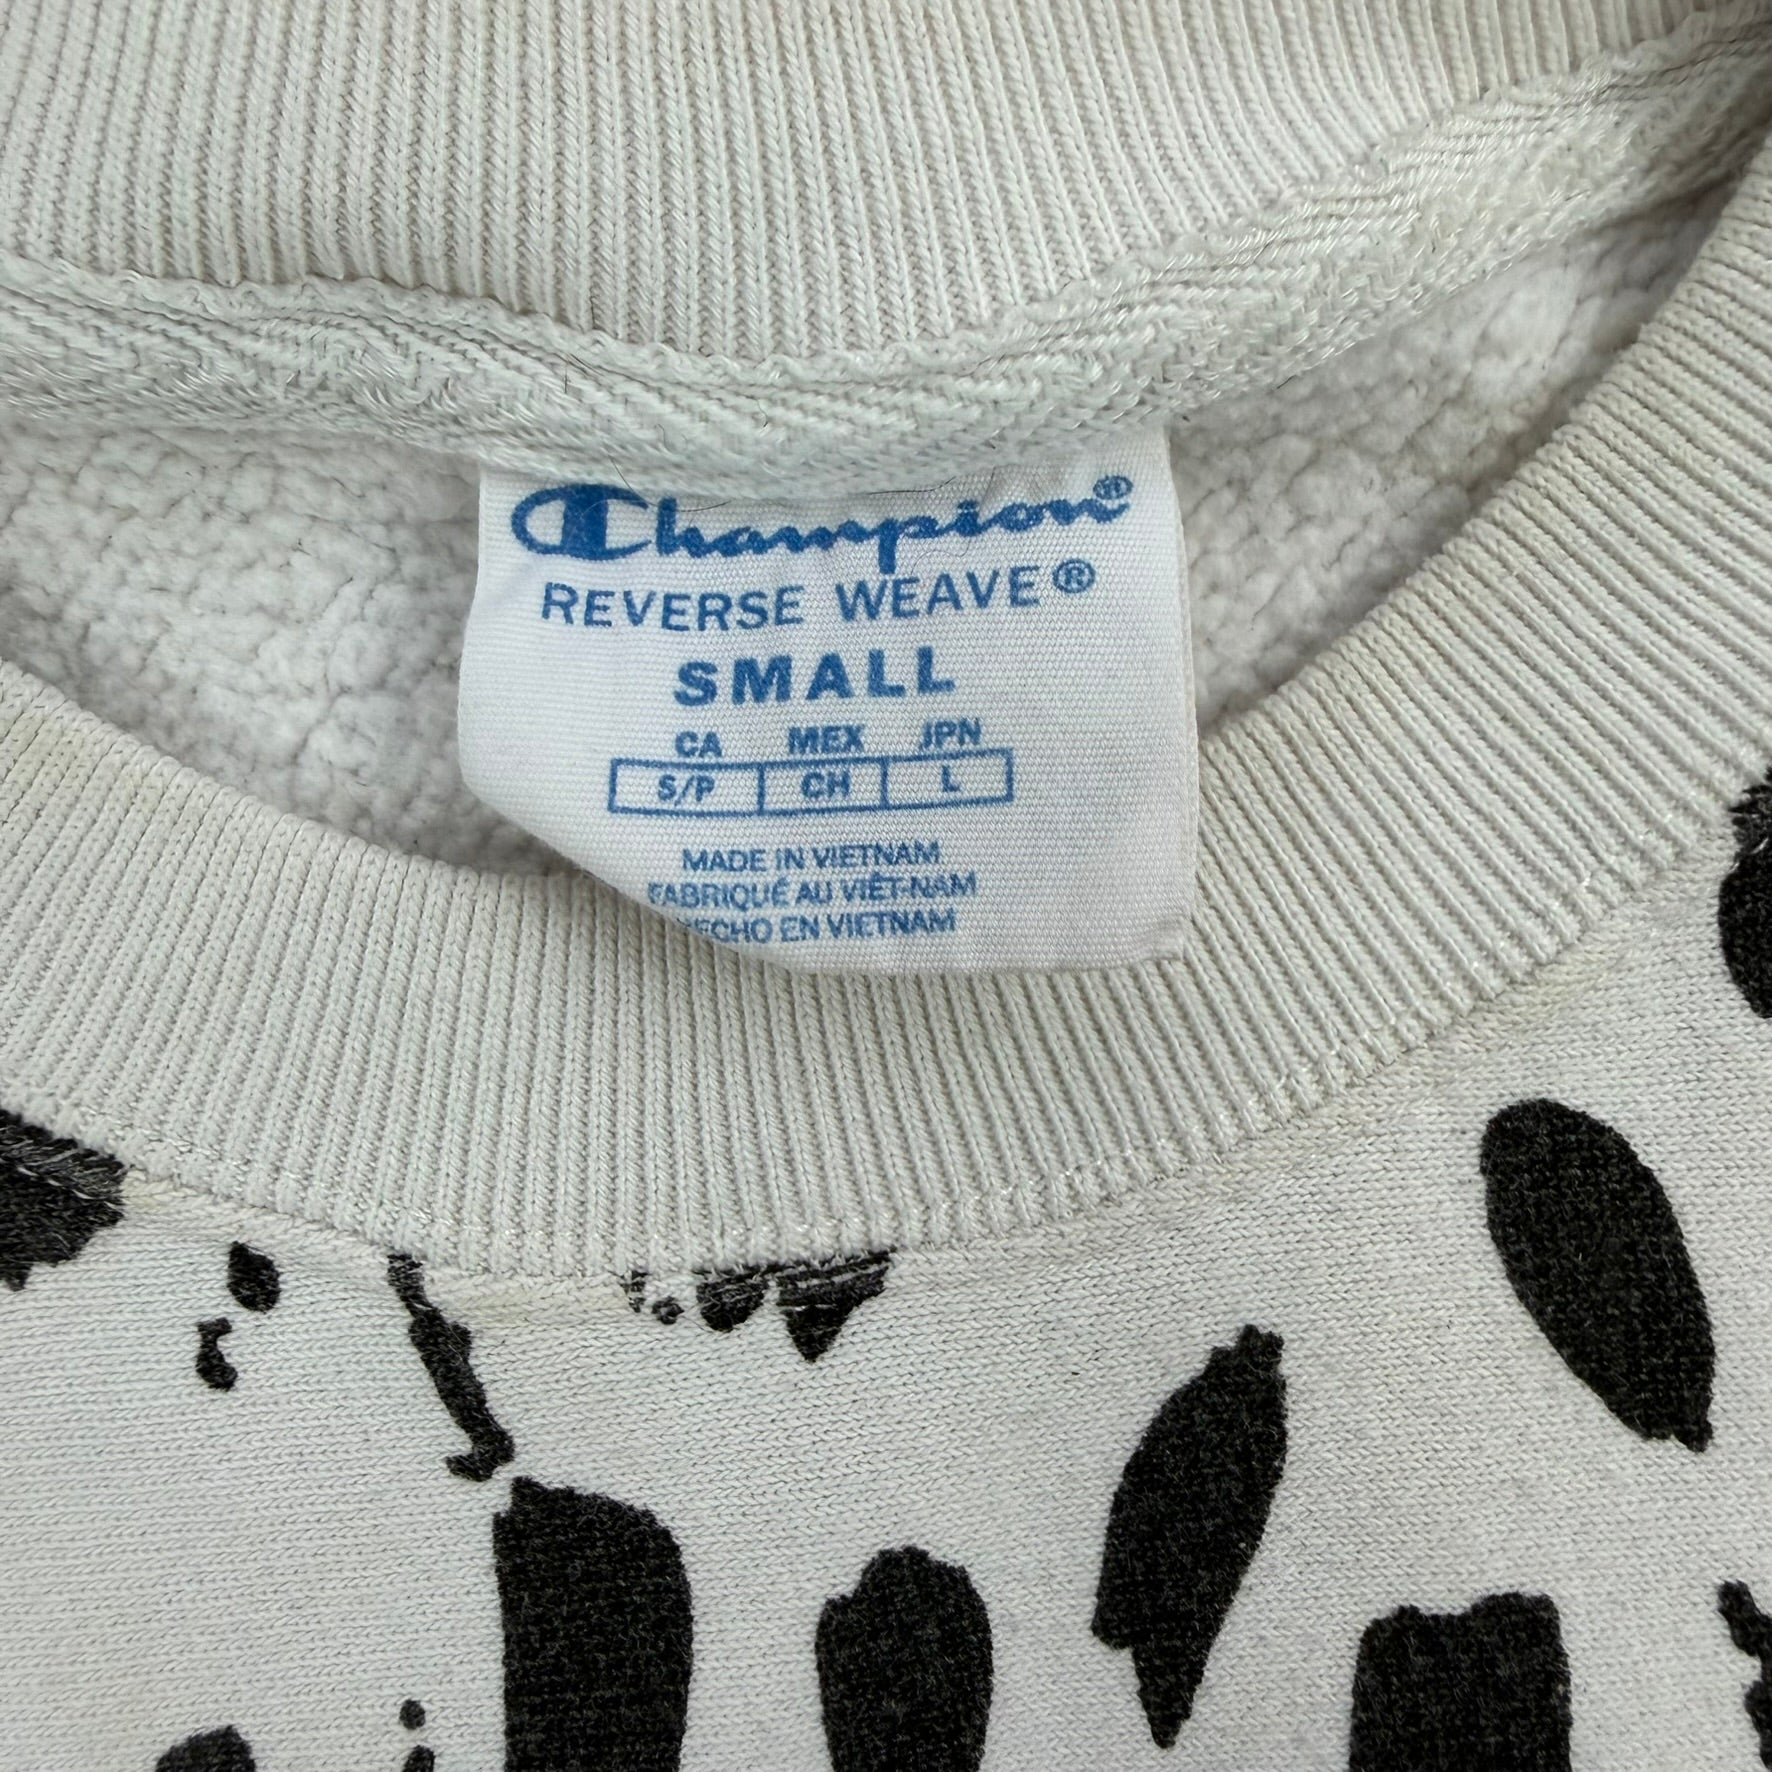 Champion®
REVERSE WEAVE®
SMALL
CA MEX JPN
S/P CH L
MADE IN VIETNAM
FABRIQUÉ AU VIÊT-NAM
HECHO EN VIETNAM